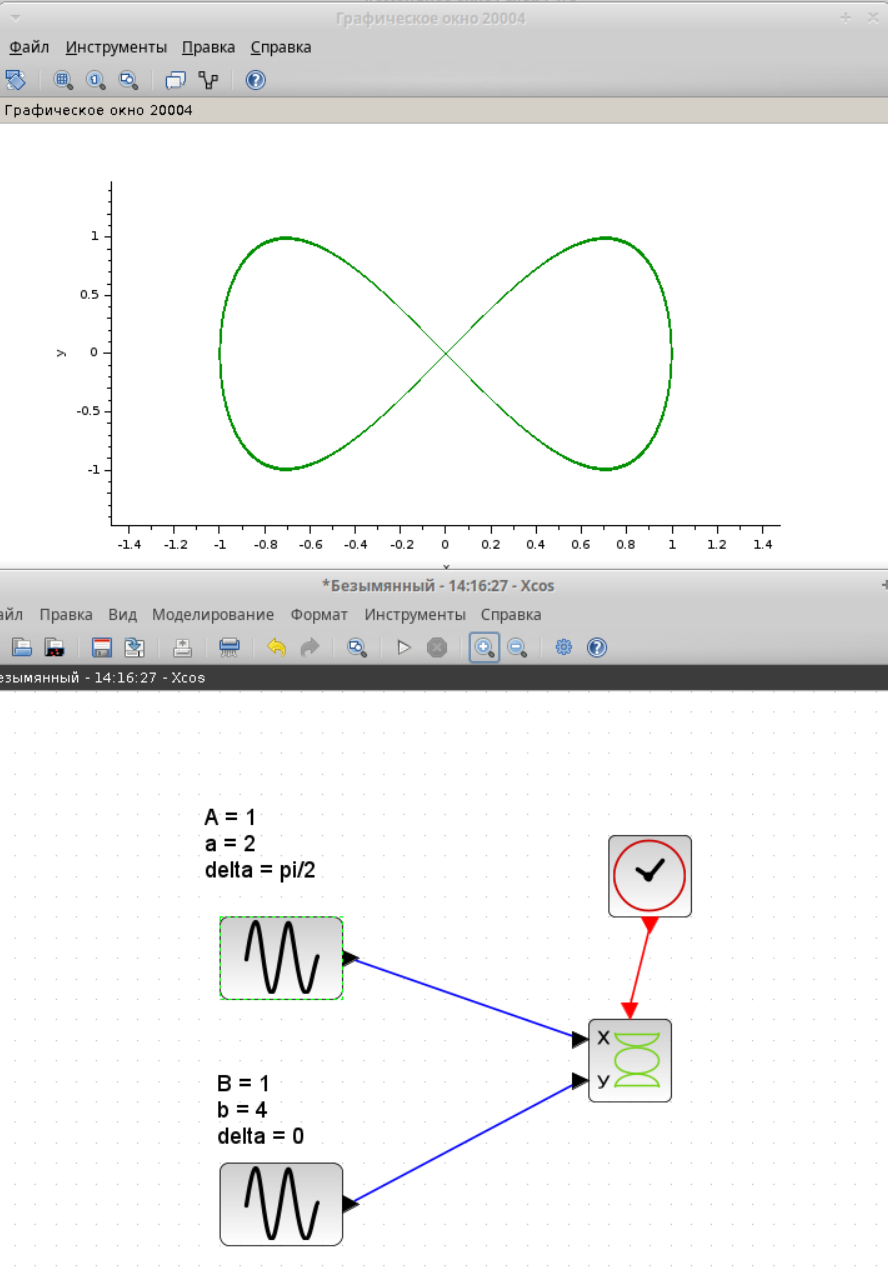 Графическое окно 20004
Файл Инструменты Правка Справка
Графическое окно 20004
1
0.5
0
-0.5
-1
y
-1.4 -1.2 -1 -0.8 -0.6 -0.4 -0.2 0 0.2 0.4 0.6 0.8 1 1.2 1.4
*Безымянный - 14:16:27 - Xcos
айл Правка Вид Моделирование Формат Инструменты Справка
езымянный - 14:16:27 - Xcos
A = 1
a = 2
delta = pi/2
X
y
B = 1
b = 4
delta = 0